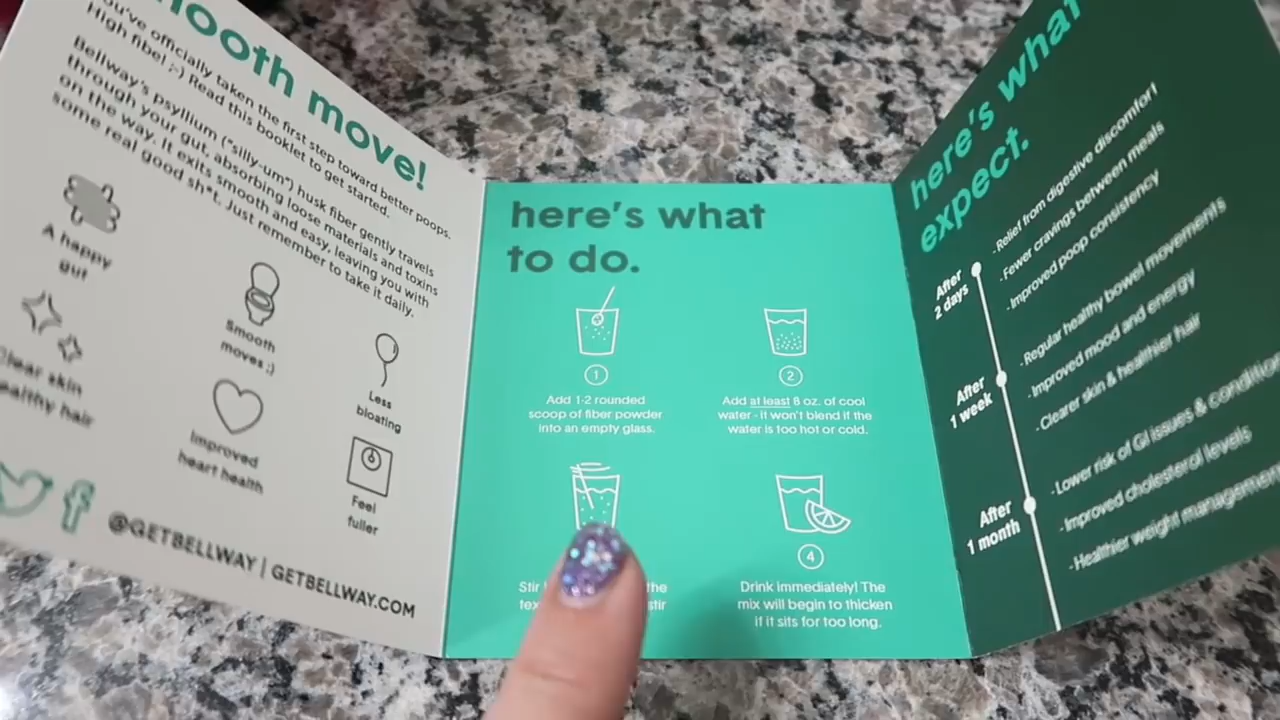 smooth move!
You've officially taken the first step toward better poops.
High fibe! ;-) Read this booklet to get started.
Bellway's psyllium ("silly-um") husk fiber gently travels
through your gut, absorbing loose materials and toxins
on the way. It exits smooth and easy, leaving you with
some real good sh*t. Just remember to take it daily.
A happy
gut
Smooth
moves :)
Less
bloating
Clear skin
healthy hair
Improved
heart health
Feel
fuller
@GETBELLWAY | GETBELLWAY.COM
here's what
to do.
1
Add 1-2 rounded
scoop of fiber powder
into an empty glass.
2
Add at least 8 oz. of cool
water - it won't blend if the
water is too hot or cold.
Stir the
stir
4
Drink immediately! The
mix will begin to thicken
if it sits for too long.
here's what
expect.
After
2 days
- Relief from digestive discomfort
- Fewer cravings between meals
- Improved poop consistency
After
1 week
- Regular healthy bowel movements
- Improved mood and energy
- Clearer skin & healthier hair
After
1 month
- Lower risk of GI issues & condition
- Improved cholesterol levels
- Healthier weight management